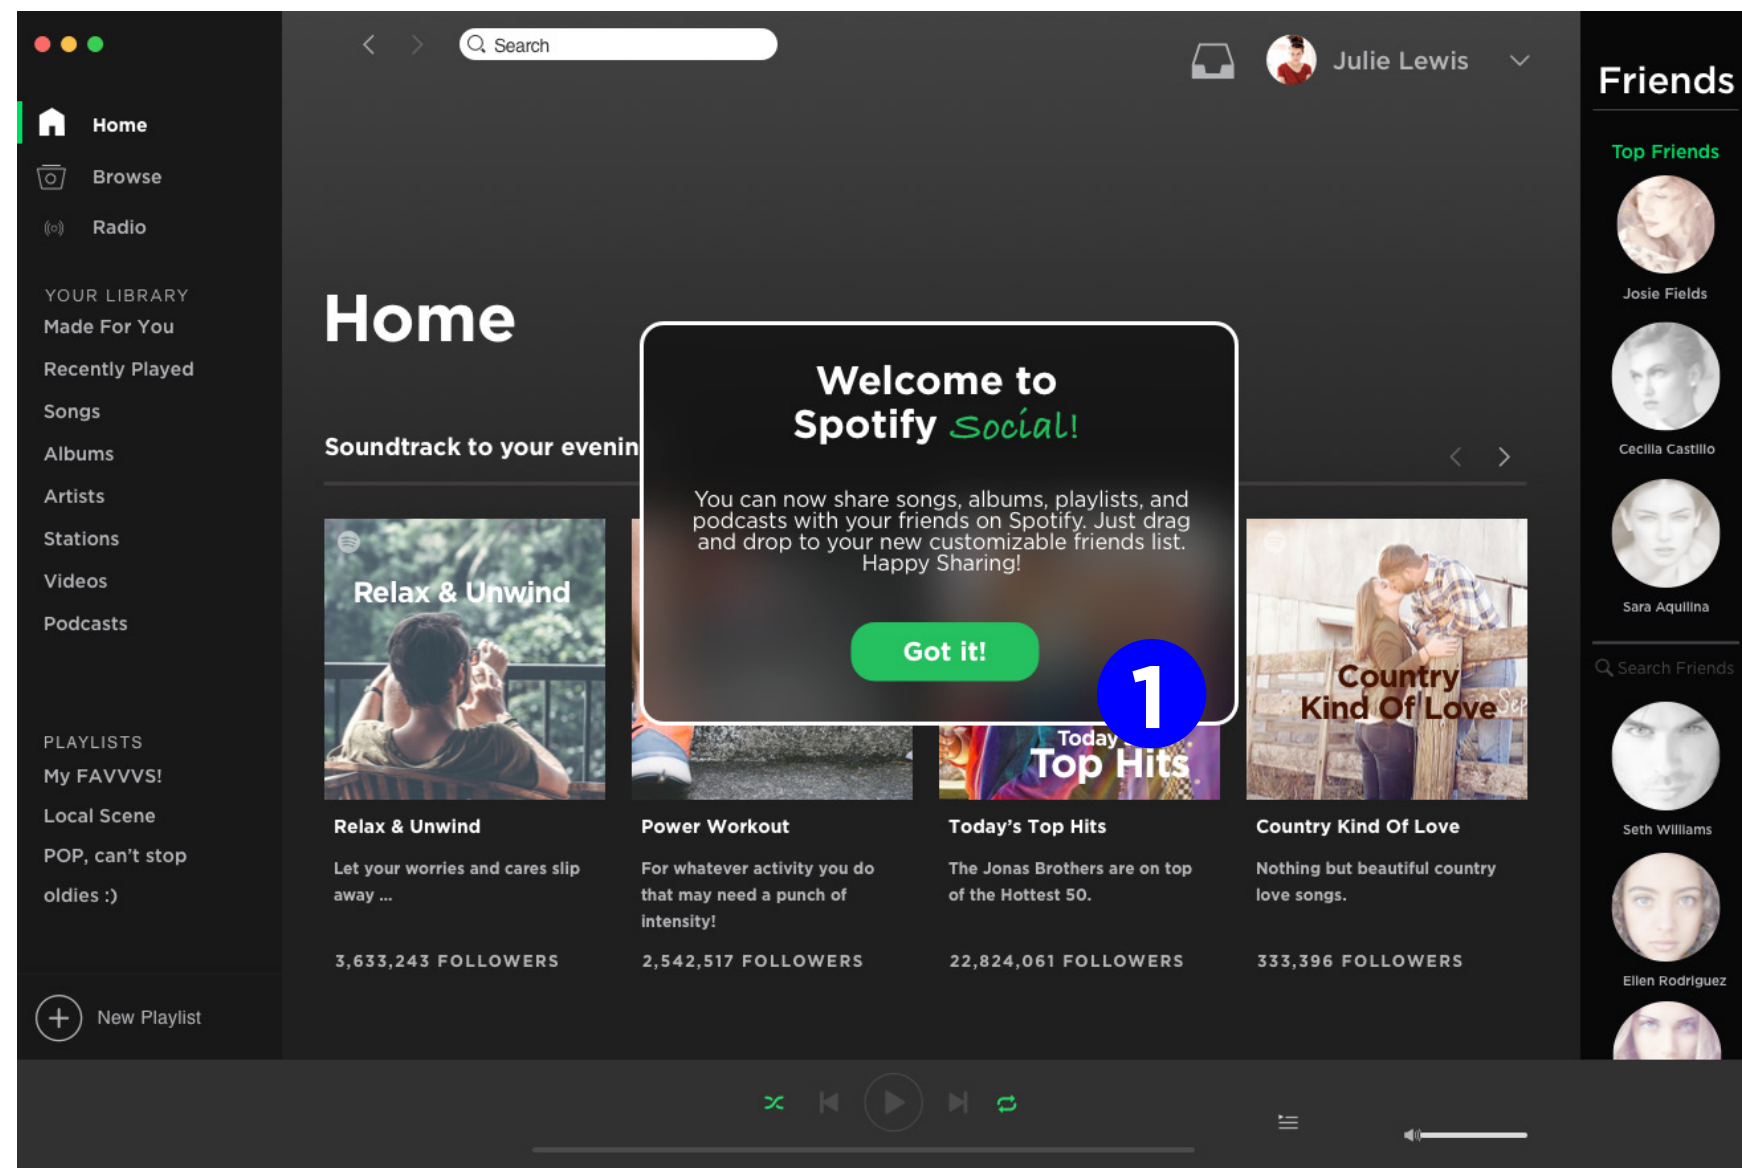 Search
Julie Lewis
Home
Browse
Radio
YOUR LIBRARY
Made For You
Recently Played
Songs
Albums
Artists
Stations
Videos
Podcasts
PLAYLISTS
My FAVVVS!
Local Scene
POP, can't stop
oldies :)
New Playlist
Home
Soundtrack to your evenin
Welcome to
Spotify Social!
You can now share songs, albums, playlists, and
podcasts with your friends on Spotify. Just drag
and drop to your new customizable friends list.
Happy Sharing!
Got it!
1
Relax & Unwind
Today
Top Hits
Country
Kind Of Love
Relax & Unwind
Let your worries and cares slip
away ...
3,633,243 FOLLOWERS
Power Workout
For whatever activity you do
that may need a punch of
intensity!
2,542,517 FOLLOWERS
Today's Top Hits
The Jonas Brothers are on top
of the Hottest 50.
22,824,061 FOLLOWERS
Country Kind Of Love
Nothing but beautiful country
love songs.
333,396 FOLLOWERS
Friends
Top Friends
Josie Fields
Cecilia Castillo
Sara Aquilina
Search Friends
Seth Williams
Ellen Rodriguez